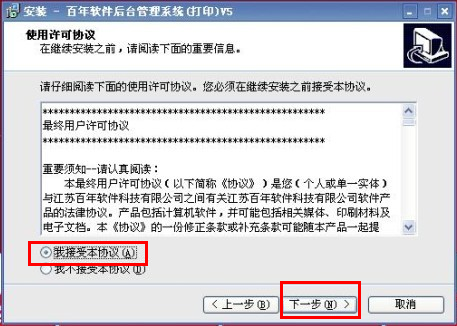 安装 - 百年软件后台管理系统(打印)V5
使用许可协议
在继续安装之前,请阅读下面的重要信息。
请仔细阅读下面的使用许可协议。您必须在继续安装之前接受本协议。
******************************************************
最终用户许可协议
******************************************************
重要须知--请认真阅读:
本最终用户许可协议(以下简称《协议》)是您(个人或单一实体)
与江苏百年软件科技有限公司之间有关江苏百年软件科技有限公司软件产
品的法律协议。产品包括计算机软件,并可能包括相关媒体、印刷材料及
电子文档。本《协议》的一份修正条款或补充条款可能随本产品一起提
我接受本协议(A)
我不接受本协议(D)
< 上一步(B)
下一步(N) >
取消